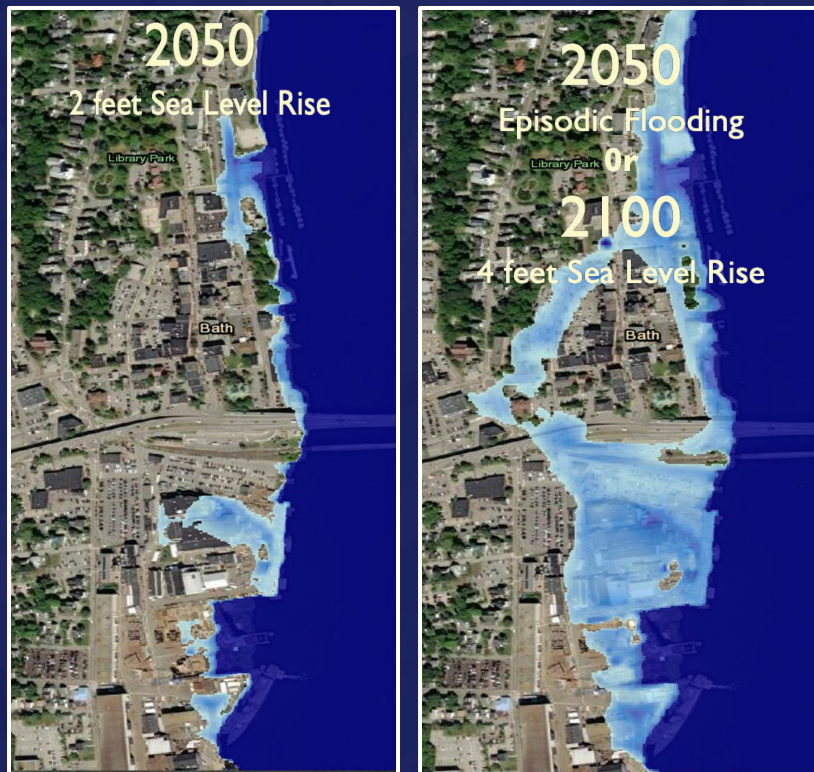 2050
2 feet Sea Level Rise
Library Park
Bath
2050
Episodic Flooding
Library Park
Or
2100
4 feet Sea Level Rise
Bath